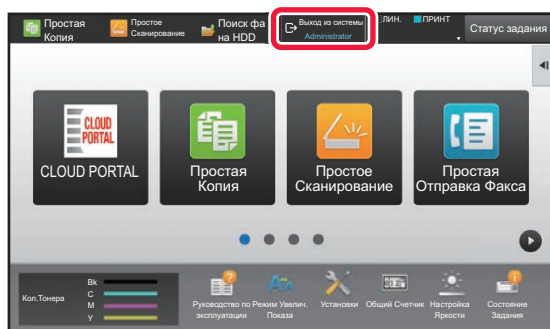 Простая
Копия
Простое
Сканирование
Поиск фа
на HDD
Выход из системы
Administrator
ЛИН.
ПРИНТ
Статус задания
CLOUD
PORTAL
CLOUD PORTAL
Простая
Копия
Простое
Сканирование
Простая
Отправка Факса
Кол.Тонера
Bk
C
M
Y
Руководство по
эксплуатации
Режим Увелич.
Показа
Установки
Общий Счетчик
Настройка
Яркости
Состояние
Задания